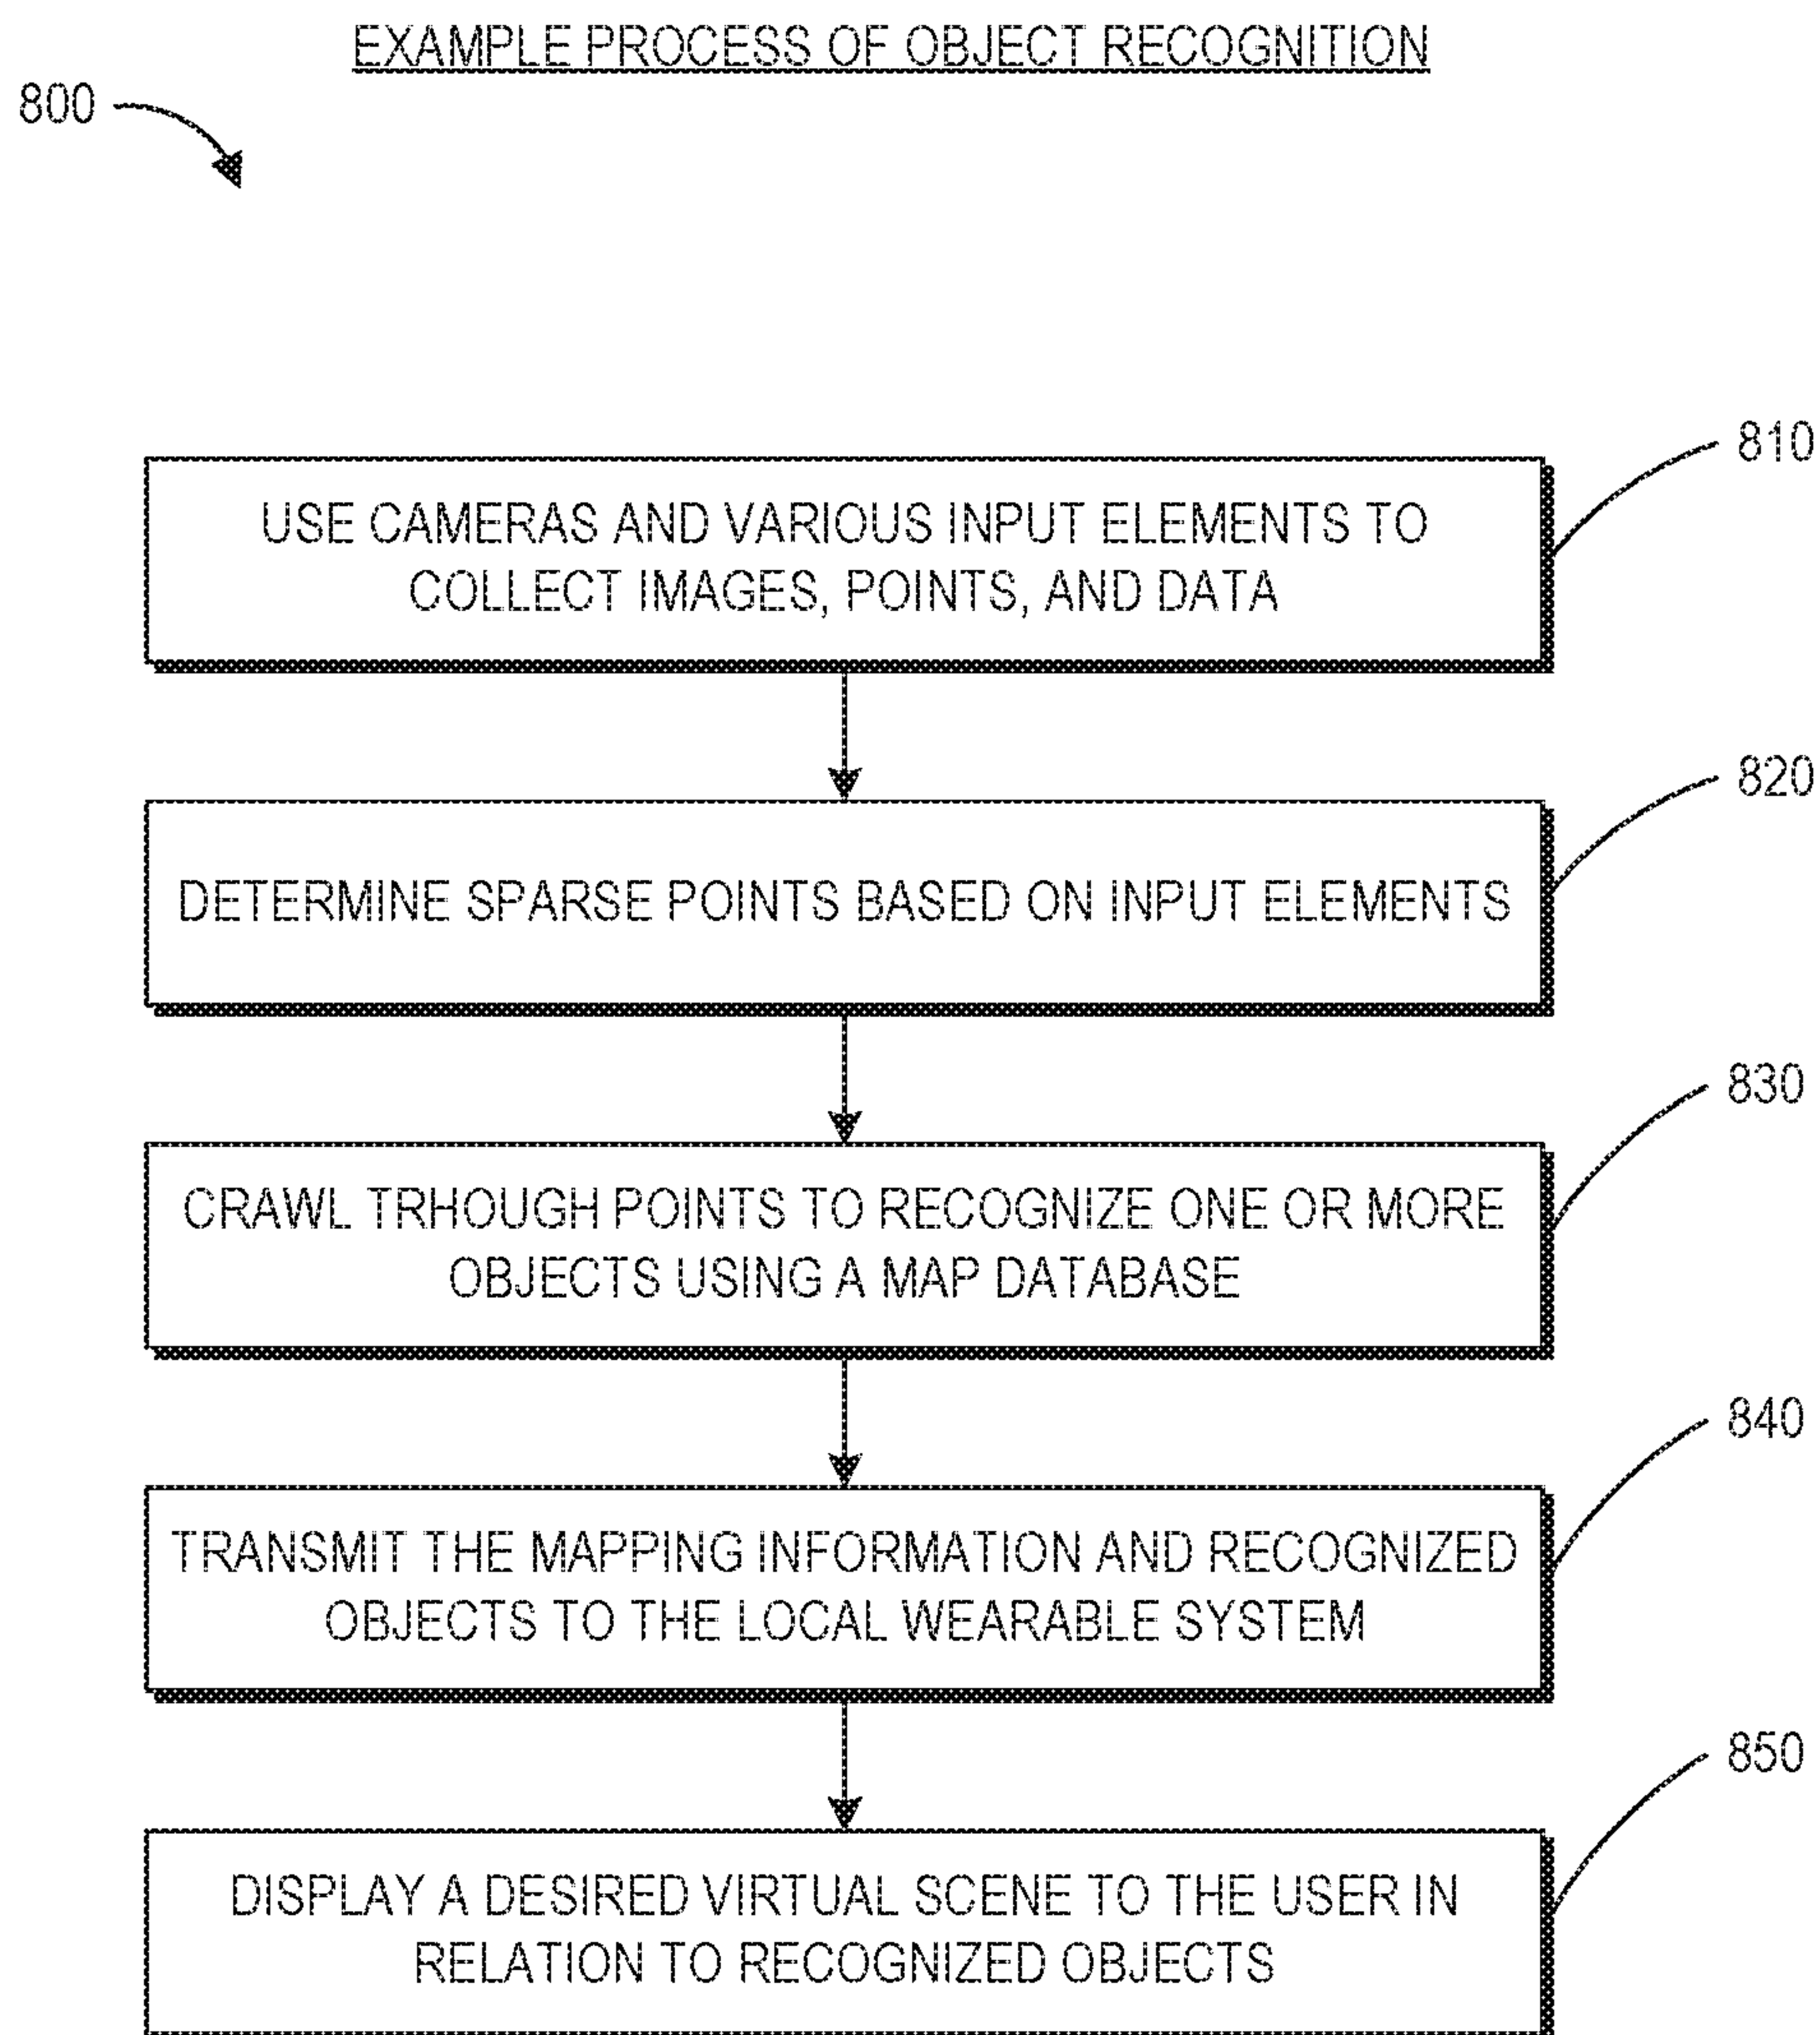 EXAMPLE PROCESS OF OBJECT RECOGNITION
800
810
USE CAMERAS AND VARIOUS INPUT ELEMENTS TO
COLLECT IMAGES, POINTS, AND DATA
820
DETERMINE SPARSE POINTS BASED ON INPUT ELEMENTS
830
CRAWL TRHOUGH POINTS TO RECOGNIZE ONE OR MORE
OBJECTS USING A MAP DATABASE
840
TRANSMIT THE MAPPING INFORMATION AND RECOGNIZED
OBJECTS TO THE LOCAL WEARABLE SYSTEM
850
DISPLAY A DESIRED VIRTUAL SCENE TO THE USER IN
RELATION TO RECOGNIZED OBJECTS